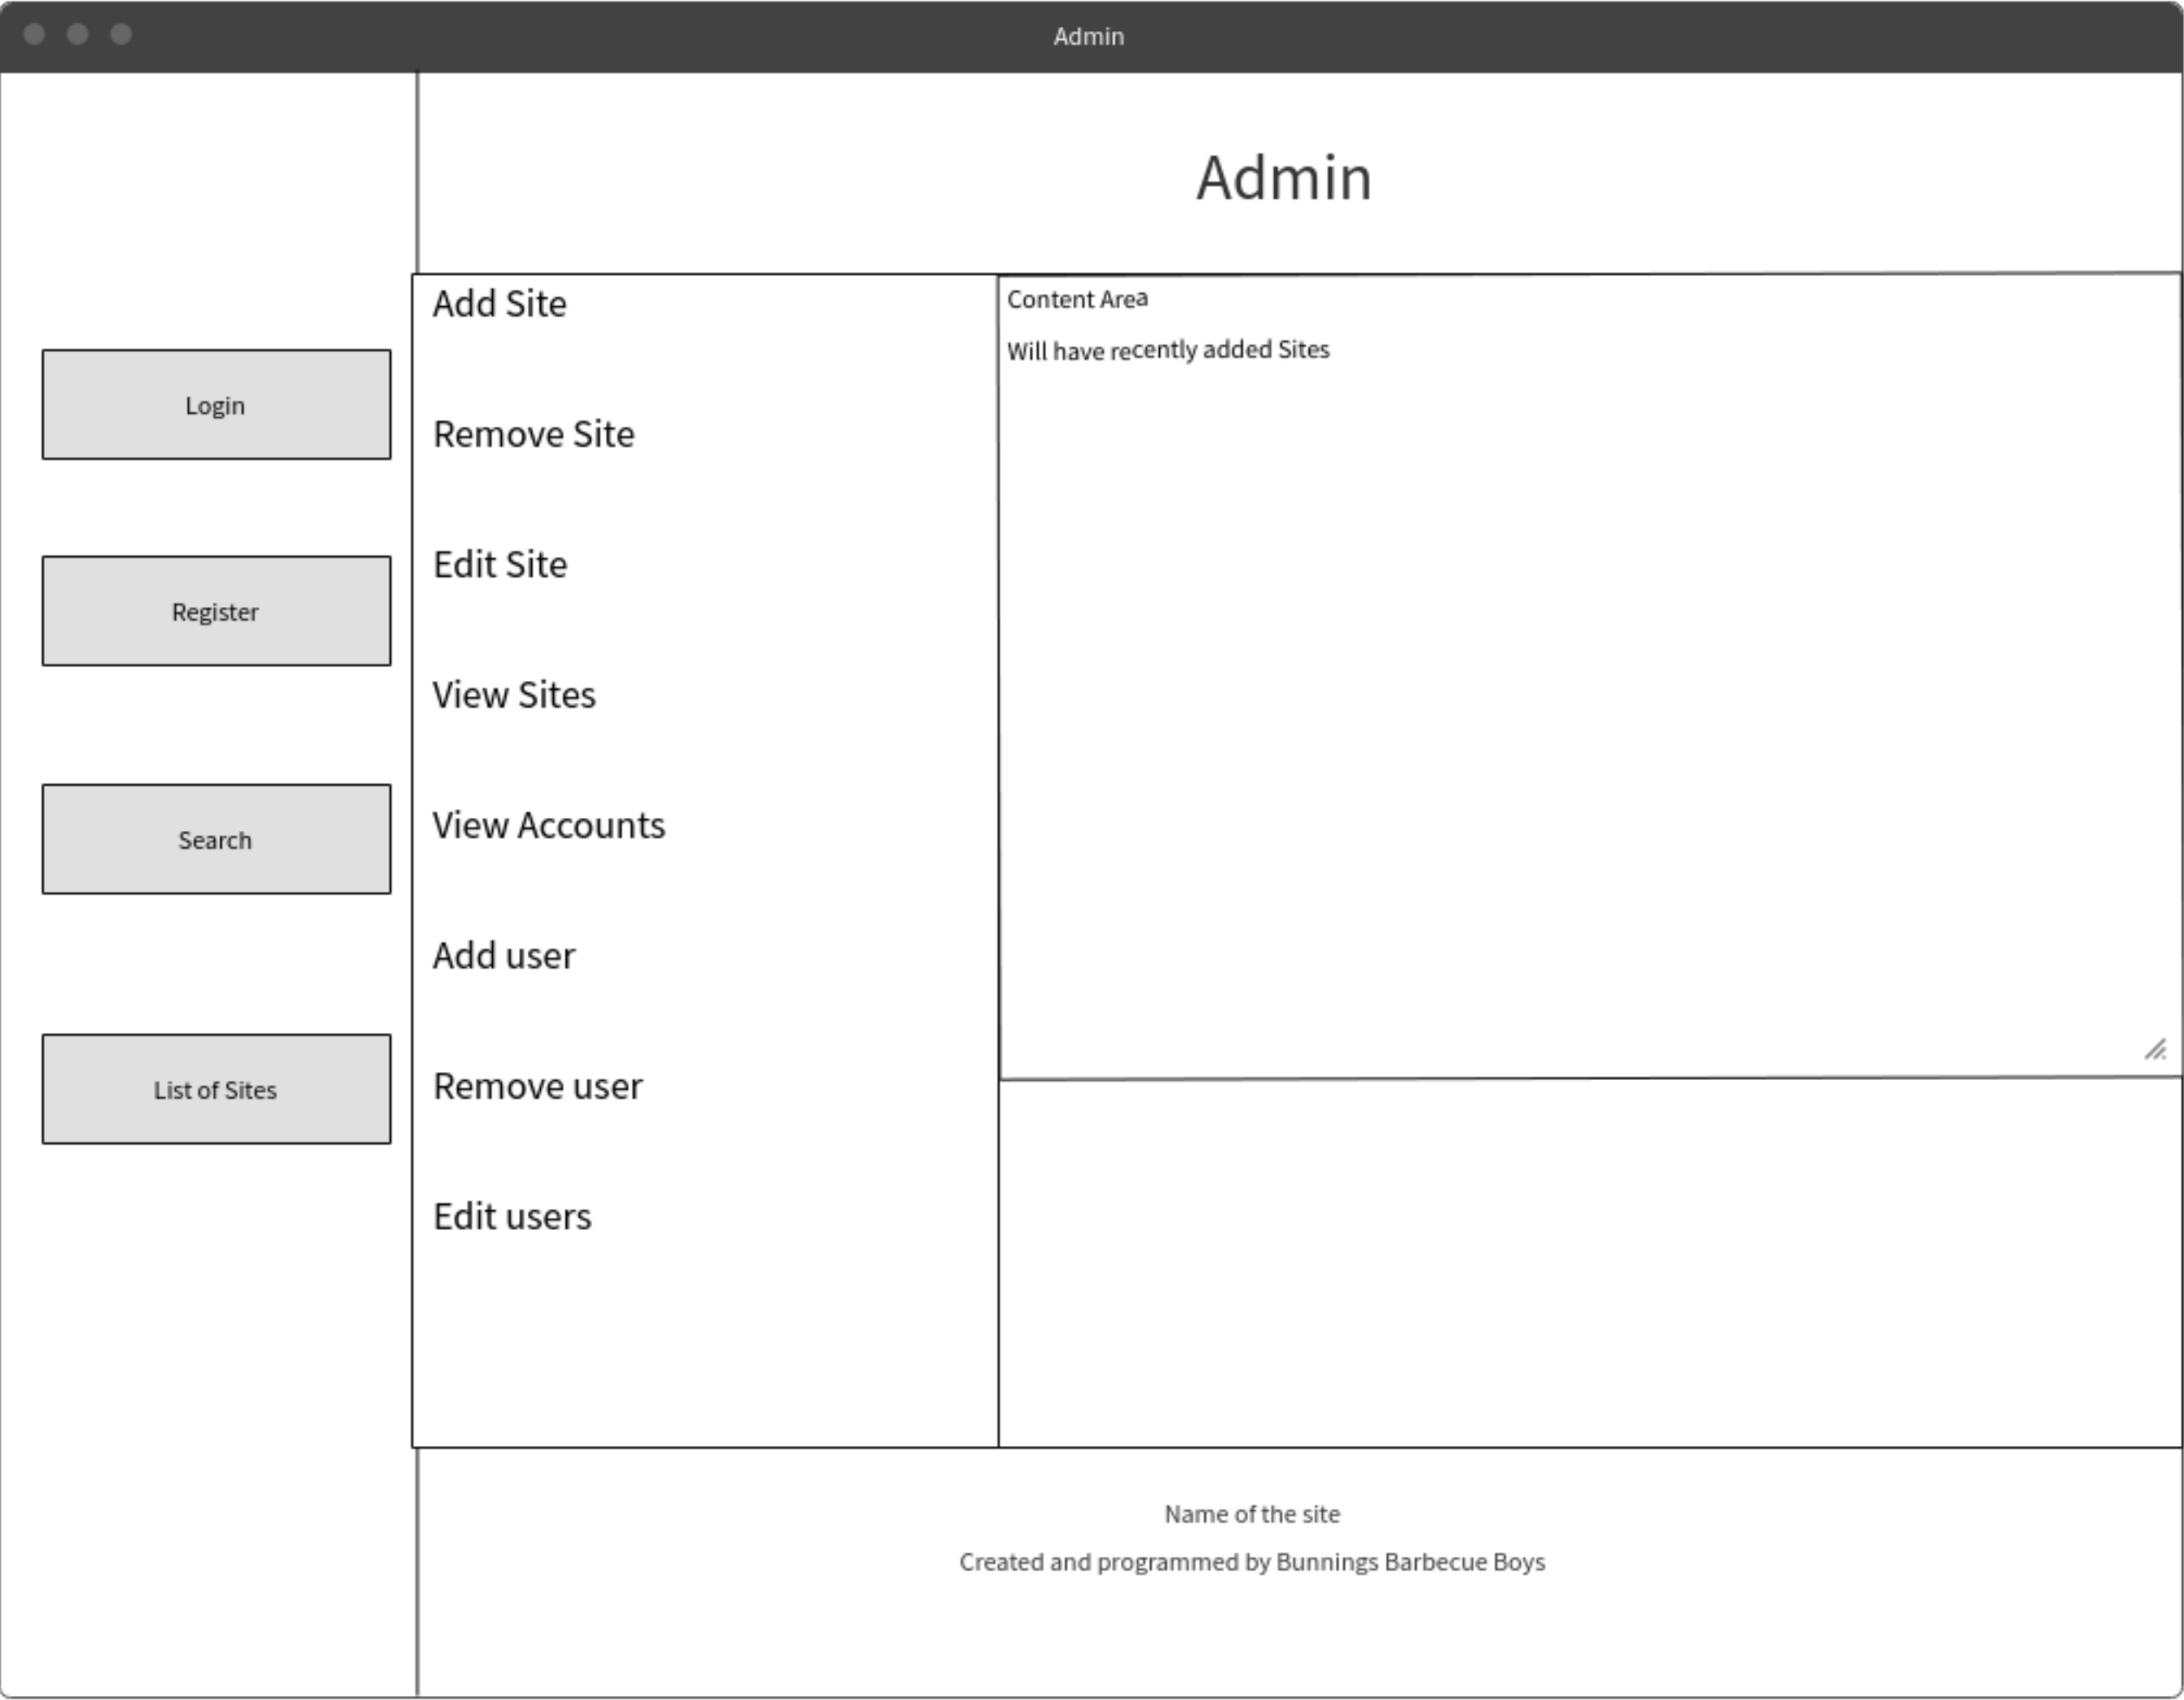 Admin
Admin
Login
Register
Search
List of Sites
Add Site
Remove Site
Edit Site
View Sites
View Accounts
Add user
Remove user
Edit users
Content Area
Will have recently added Sites
Name of the site
Created and programmed by Bunnings Barbecue Boys